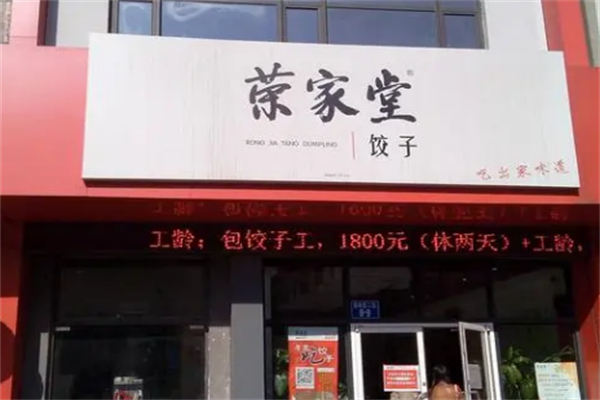 荣家堂
RONG JIA TANG DUMPLING
饺子
吃出家味道
工龄；包饺子工，1800元（休两天）+工龄，